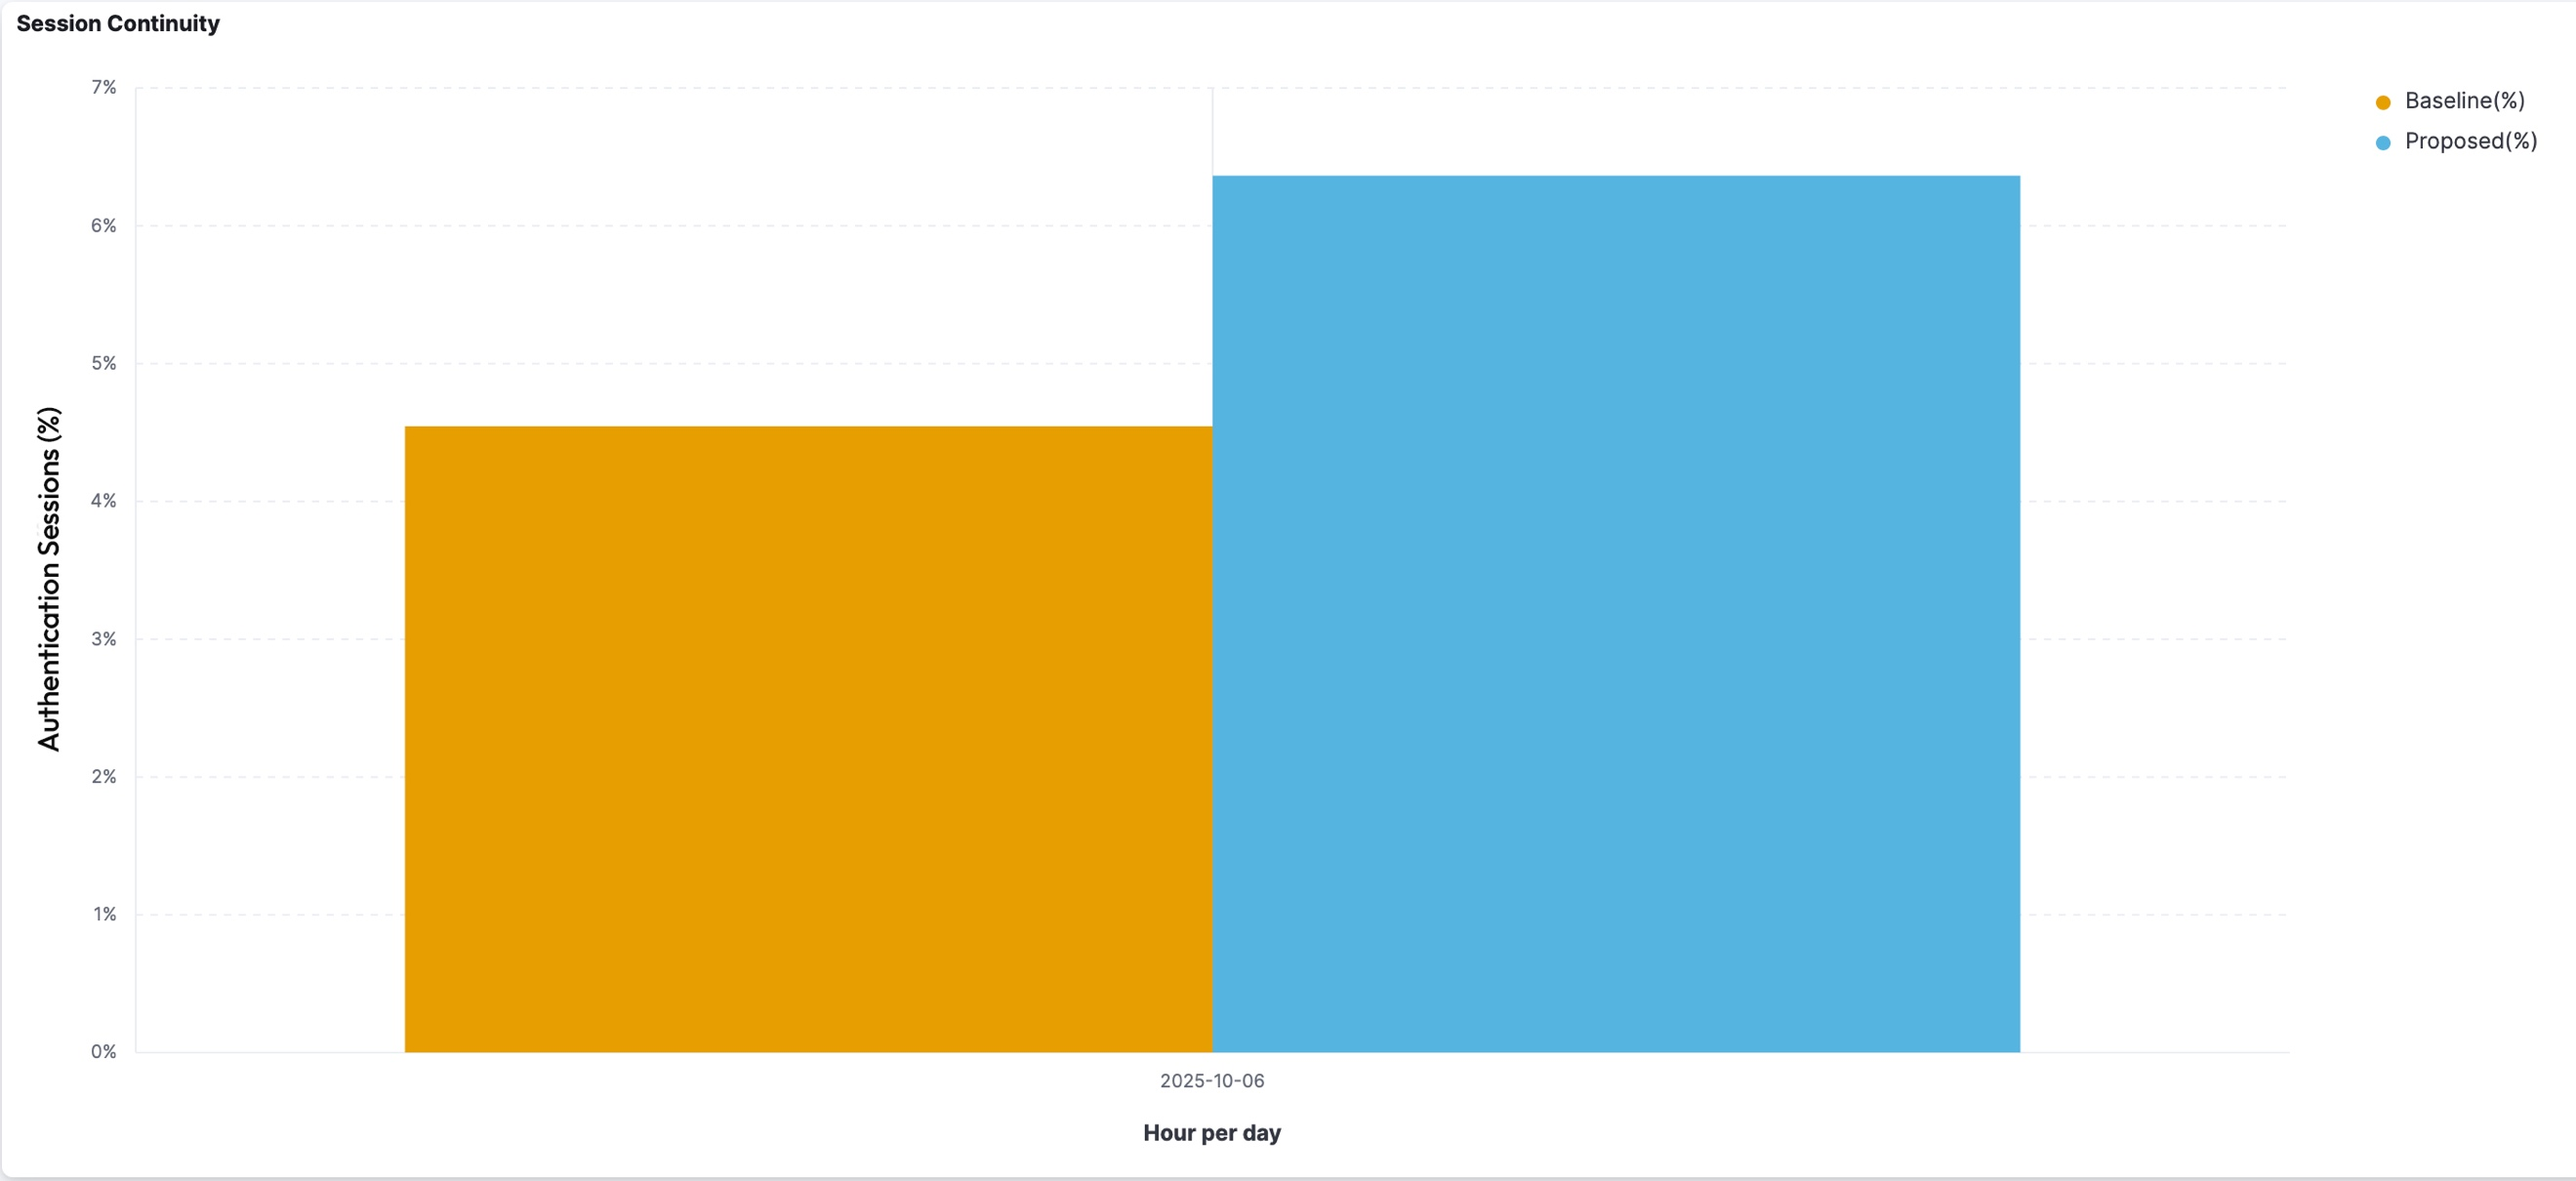 Session Continuity
7%
6%
5%
4%
3%
2%
1%
0%
Authentication Sessions (%)
2025-10-06
Hour per day
Baseline(%)
Proposed(%)